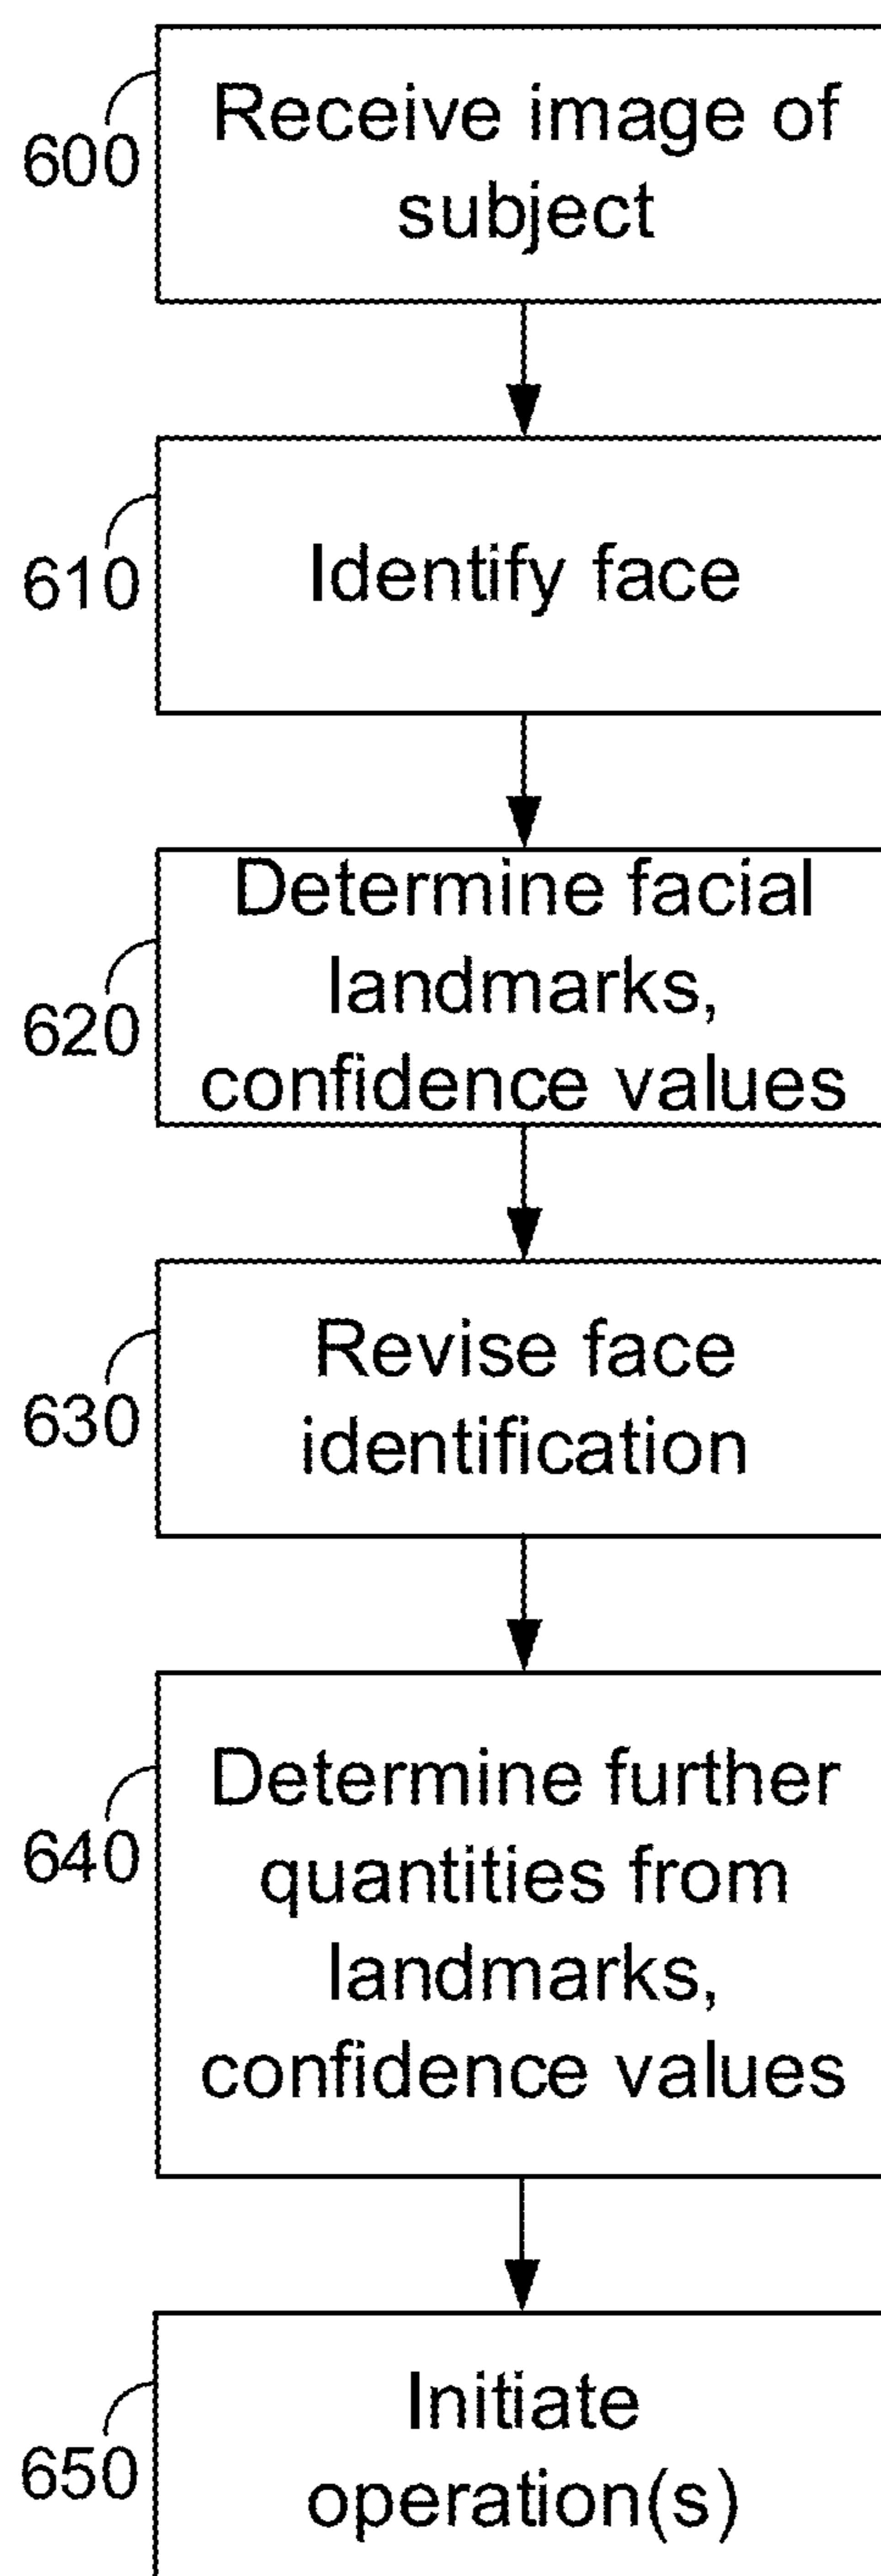 600
Receive image of
subject
610
Identify face
620
Determine facial
landmarks,
confidence values
630
Revise face
identification
640
Determine further
quantities from
landmarks,
confidence values
650
Initiate
operation(s)